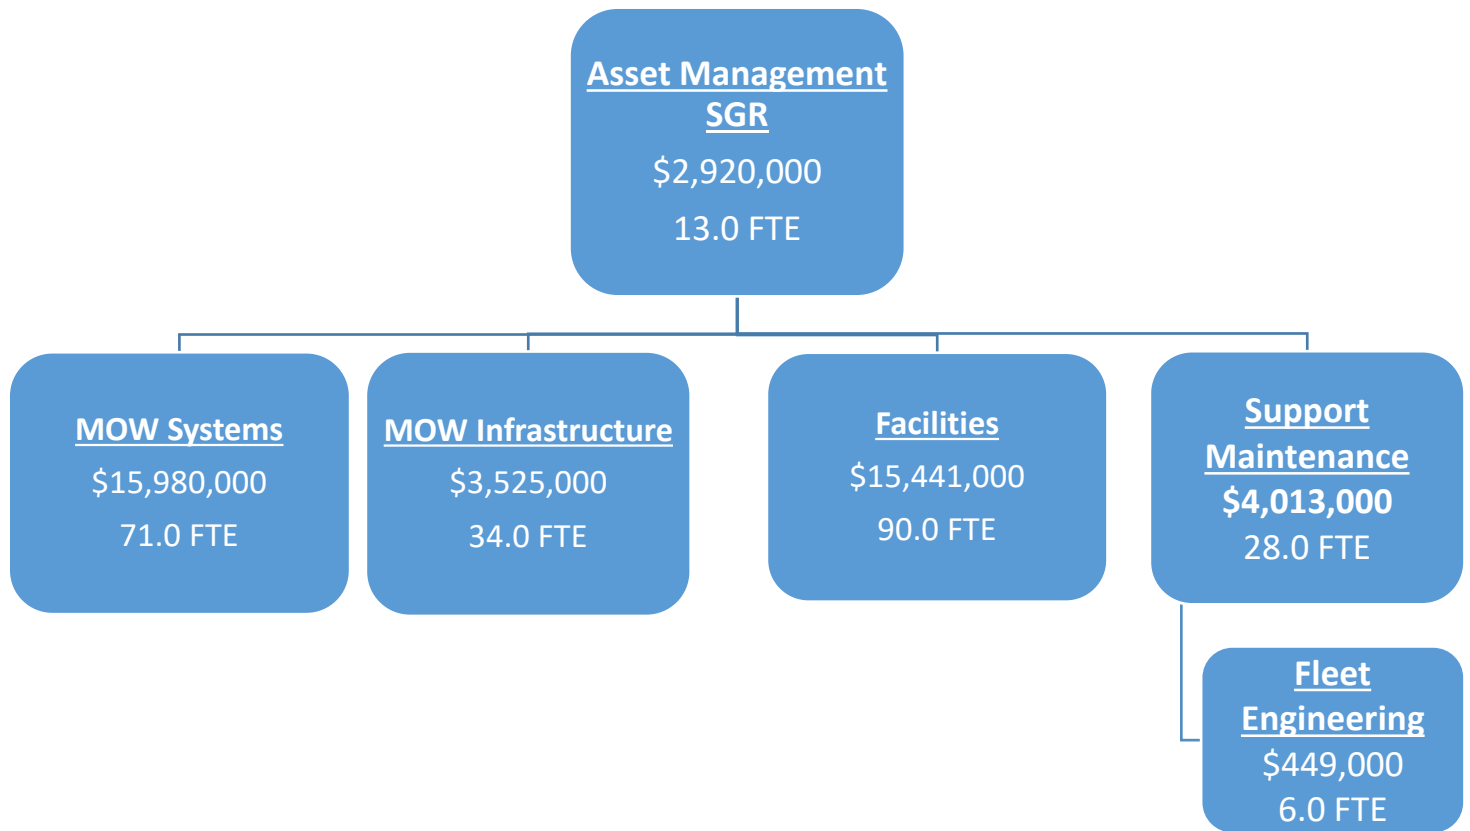 Asset Management
SGR
$2,920,000
13.0 FTE
MOW Systems
$15,980,000
71.0 FTE
MOW Infrastructure
$3,525,000
34.0 FTE
Facilities
$15,441,000
90.0 FTE
Support
Maintenance
$4,013,000
28.0 FTE
Fleet
Engineering
$449,000
6.0 FTE